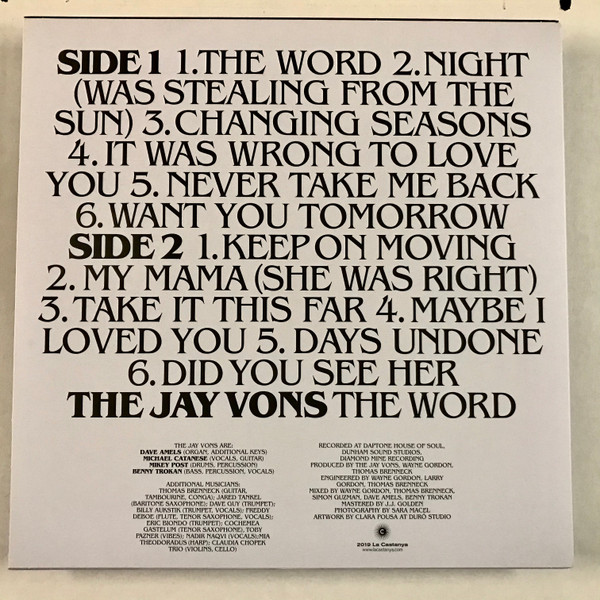 SIDE 1 1.THE WORD 2.NIGHT
(WAS STEALING FROM THE
SUN) 3.CHANGING SEASONS
4. IT WAS WRONG TO LOVE
YOU 5. NEVER TAKE ME BACK
6. WANT YOU TOMORROW
SIDE 2 1.KEEP ON MOVING
2. MY MAMA (SHE WAS RIGHT)
3. TAKE IT THIS FAR 4. MAYBE I
LOVED YOU 5. DAYS UNDONE
6. DID YOU SEE HER
THE JAY VONS THE WORD
THE JAY VONS ARE:
DAVE AMELS (ORGAN, ADDITIONAL KEYS)
MICHAEL CATANESE (VOCALS, GUITAR)
MIKEY POST (DRUMS, PERCUSSION)
BENNY TROKAN (BASS, PERCUSSION, VOCALS)
ADDITIONAL MUSICIANS:
THOMAS BRENNECK (GUITAR,
TAMBOURINE, CONGA); JARED TANKEL
(BARITONE SAXOPHONE); DAVE GUY (TRUMPET);
BILLY AUKSTIK (TRUMPET, VOCALS); FREDDY
DEBOE (FLUTE, TENOR SAXOPHONE, VOCALS);
ERIC BIONDO (TRUMPET); COCHEMEA
GASTELUM (TENOR SAXOPHONE), TOBY
PAZNER (VIBES); NADIR NAQVI (VOCALS);MIA
THEODORADUS (HARP); CLAUDIA CHOPEK
TRIO (VIOLINS, CELLO)
RECORDED AT DAPTONE HOUSE OF SOUL,
DUNHAM SOUND STUDIOS,
DIAMOND MINE RECORDING
PRODUCED BY THE JAY VONS, WAYNE GORDON,
THOMAS BRENNECK
ENGINEERED BY WAYNE GORDON, LARRY
GORDON, THOMAS BRENNECK
MIXED BY WAYNE GORDON, THOMAS BRENNECK,
SIMON GUZMAN, DAVE AMELS, BENNY TROKAN
MASTERED BY J.J. GOLDEN
PHOTOGRAPHY BY SARA MACEL
ARTWORK BY CLARA POUSA AT DURÒ STUDIO
2019 La Castanya
www.lacastanya.com